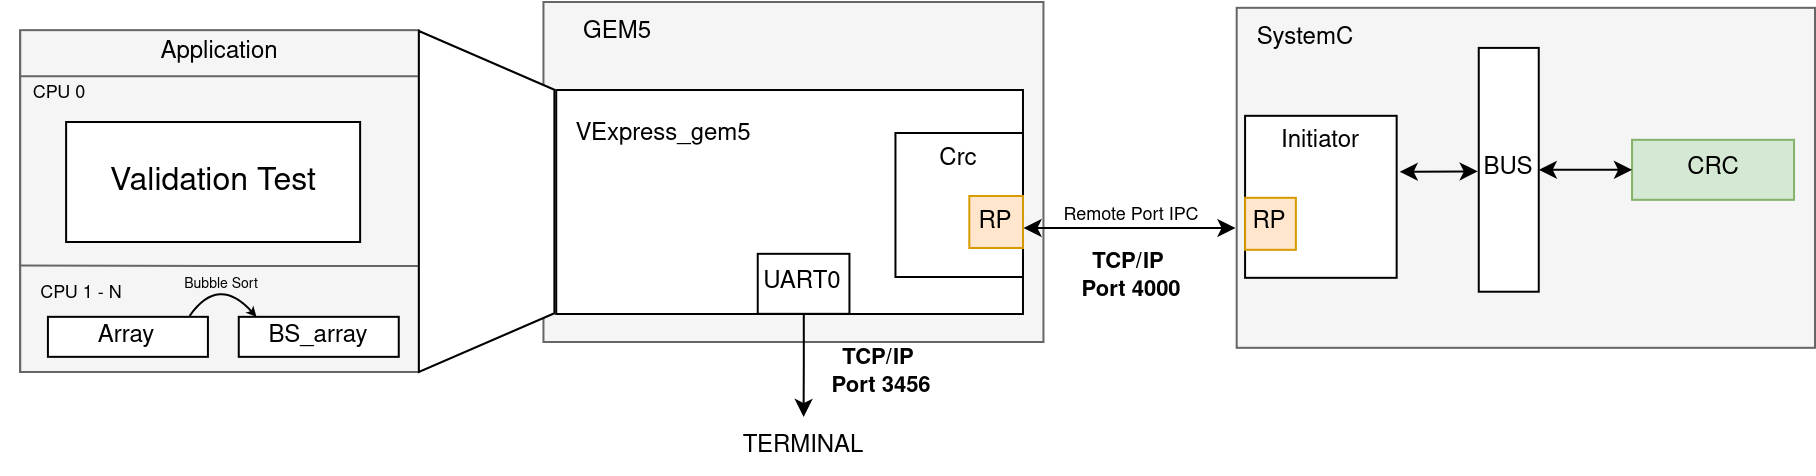 Application
CPU 0
Validation Test
CPU 1 - N
Bubble Sort
Array
BS_array
GEM5
VExpress_gem5
Crc
RP
UART0
TCP/IP
Port 3456
TERMINAL
Remote Port IPC
TCP/IP
Port 4000
SystemC
Initiator
RP
BUS
CRC